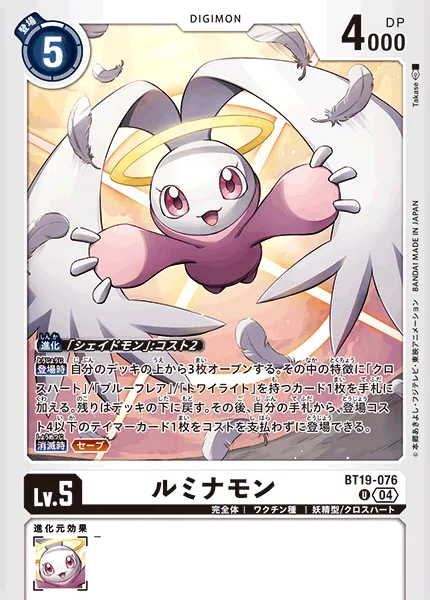 登場
5
DIGIMON
4000
DP
Takase
BANDAI MADE IN JAPAN
©本郷あきよし・フジテレビ・東映アニメーション
しんか
進化 「シェイドモン」：コスト2
登場時 自分のデッキの上から3枚オープンする。その中の特徴に「クロ
スハート」/「ブルーフレア」/「トワイライト」を持つカード1枚を手札に
加える。残りはデッキの下に戻す。その後、自分の手札から、登場コス
ト4以下のテイマーカード1枚をコストを支払わずに登場できる。
消滅時 セーブ
Lv.5
ルミナモン
BT19-076
U 04
完全体 | ワクチン種 | 妖精型/クロスハート
進化元効果